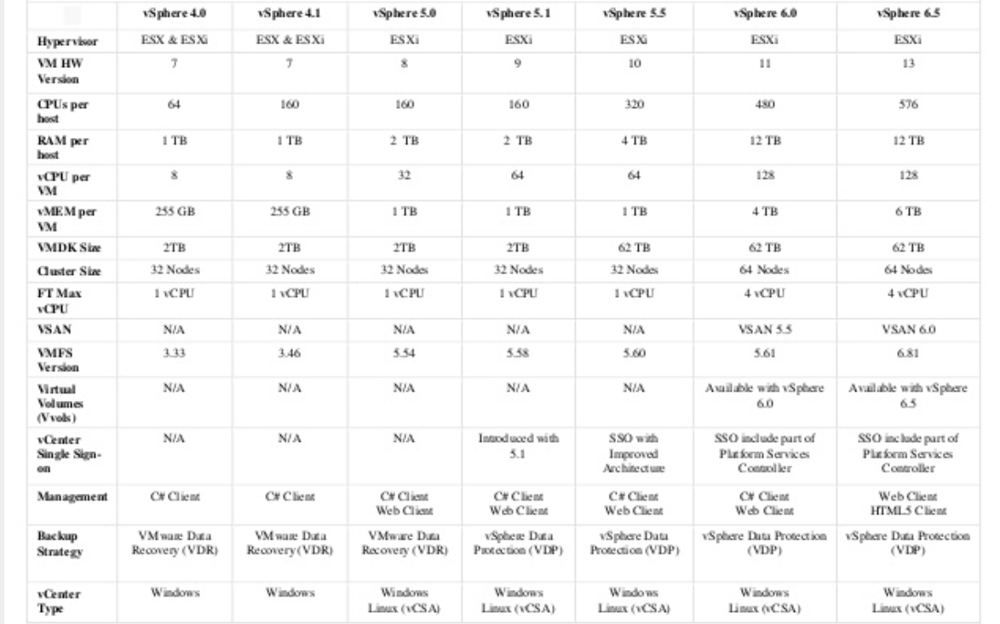 vSphere 4.0 vSphere 4.1 vSphere 5.0 vSphere 5.1 vSphere 5.5 vSphere 6.0 vSphere 6.5
Hypervisor ESX & ESXi ESX & ESXi ESXi ESXi ESXi ESXi ESXi
VM HW 7 7 8 9 10 11 13
Version
CPUs per 64 160 160 160 320 480 576
host
RAM per 1 TB 1 TB 2 TB 2 TB 4 TB 12 TB 12 TB
host
vCPU per 8 8 32 64 64 128 128
VM
vMEM per 255 GB 255 GB 1 TB 1 TB 1 TB 4 TB 6 TB
VM
VMDK Size 2TB 2TB 2TB 2TB 62 TB 62 TB 62 TB
Cluster Size 32 Nodes 32 Nodes 32 Nodes 32 Nodes 32 Nodes 64 Nodes 64 Nodes
FT Max 1 vCPU 1 vCPU 1 vCPU 1 vCPU 1 vCPU 4 vCPU 4 vCPU
vCPU
VSAN N/A N/A N/A N/A N/A VSAN 5.5 VSAN 6.0
VMFS 3.33 3.46 5.54 5.58 5.60 5.61 6.81
Version
Virtual N/A N/A N/A N/A N/A Available with vSphere Available with vSphere
Volumes 6.0 6.5
(Vvols)
vCenter N/A N/A N/A Introduced with SSO with SSO include part of SSO include part of
Single Sign- 5.1 Improved Platform Services Platform Services
on Architecture Controller Controller
Management C# Client C# Client C# Client C# Client C# Client C# Client Web Client
Web Client Web Client Web Client Web Client HTML5 Client
Backup VMware Data VMware Data VMware Data vSphere Data vSphere Data vSphere Data Protection vSphere Data Protection
Strategy Recovery (VDR) Recovery (VDR) Recovery (VDR) Protection (VDP) Protection (VDP) (VDP) (VDP)
vCenter Windows Windows Windows Windows Windows Windows Windows
Type Linux (vCSA) Linux (vCSA) Linux (vCSA) Linux (vCSA) Linux (vCSA)